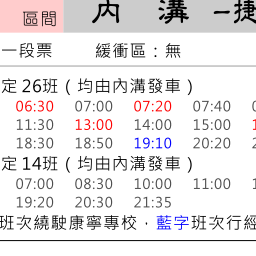 區間 內 溝 －捷
一段票 緩衝區：無
定 26班 ( 均由內溝發車 )
06:30 07:00 07:20 07:40
11:30 13:00 14:00 15:00
18:30 18:50 19:10 20:20
定 14班 ( 均由內溝發車 )
07:00 08:30 10:00 11:00
19:20 20:30 21:35
班次繞駛康寧專校，藍字班次行經